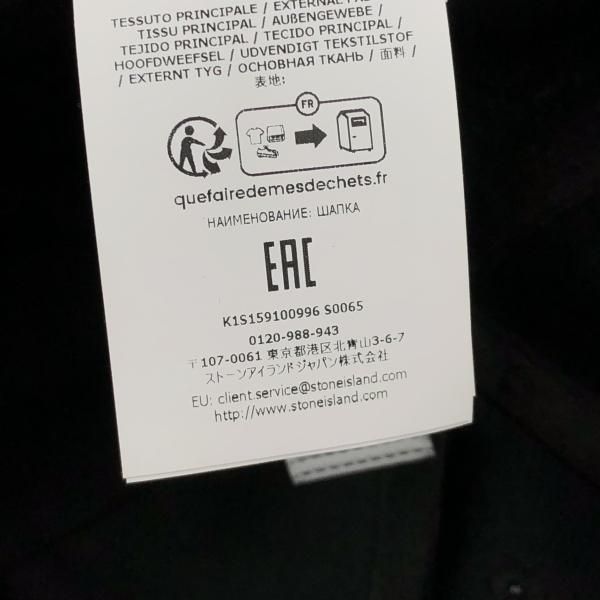 TESSUTO PRINCIPALE / EXTERNAL
TISSU PRINCIPAL / AUßENGEWEBE /
TEJIDO PRINCIPAL / TECIDO PRINCIPAL /
HOOFDWEEFSEL / UDVENDIGT TEKSTILSTOF
/ EXTERNT TYG / ОСНОВНАЯ ТКАНЬ / 面料 /
表地:
FR
quefairedemesdechets.fr
НАИМЕНОВАНИЕ: ШАПКА
EAC
K1S159100996 S0065
0120-988-943
〒107-0061 東京都港区北青山3-6-7
ストーンアイランドジャパン株式会社
EU: client.service@stoneisland.com
http://www.stoneisland.com